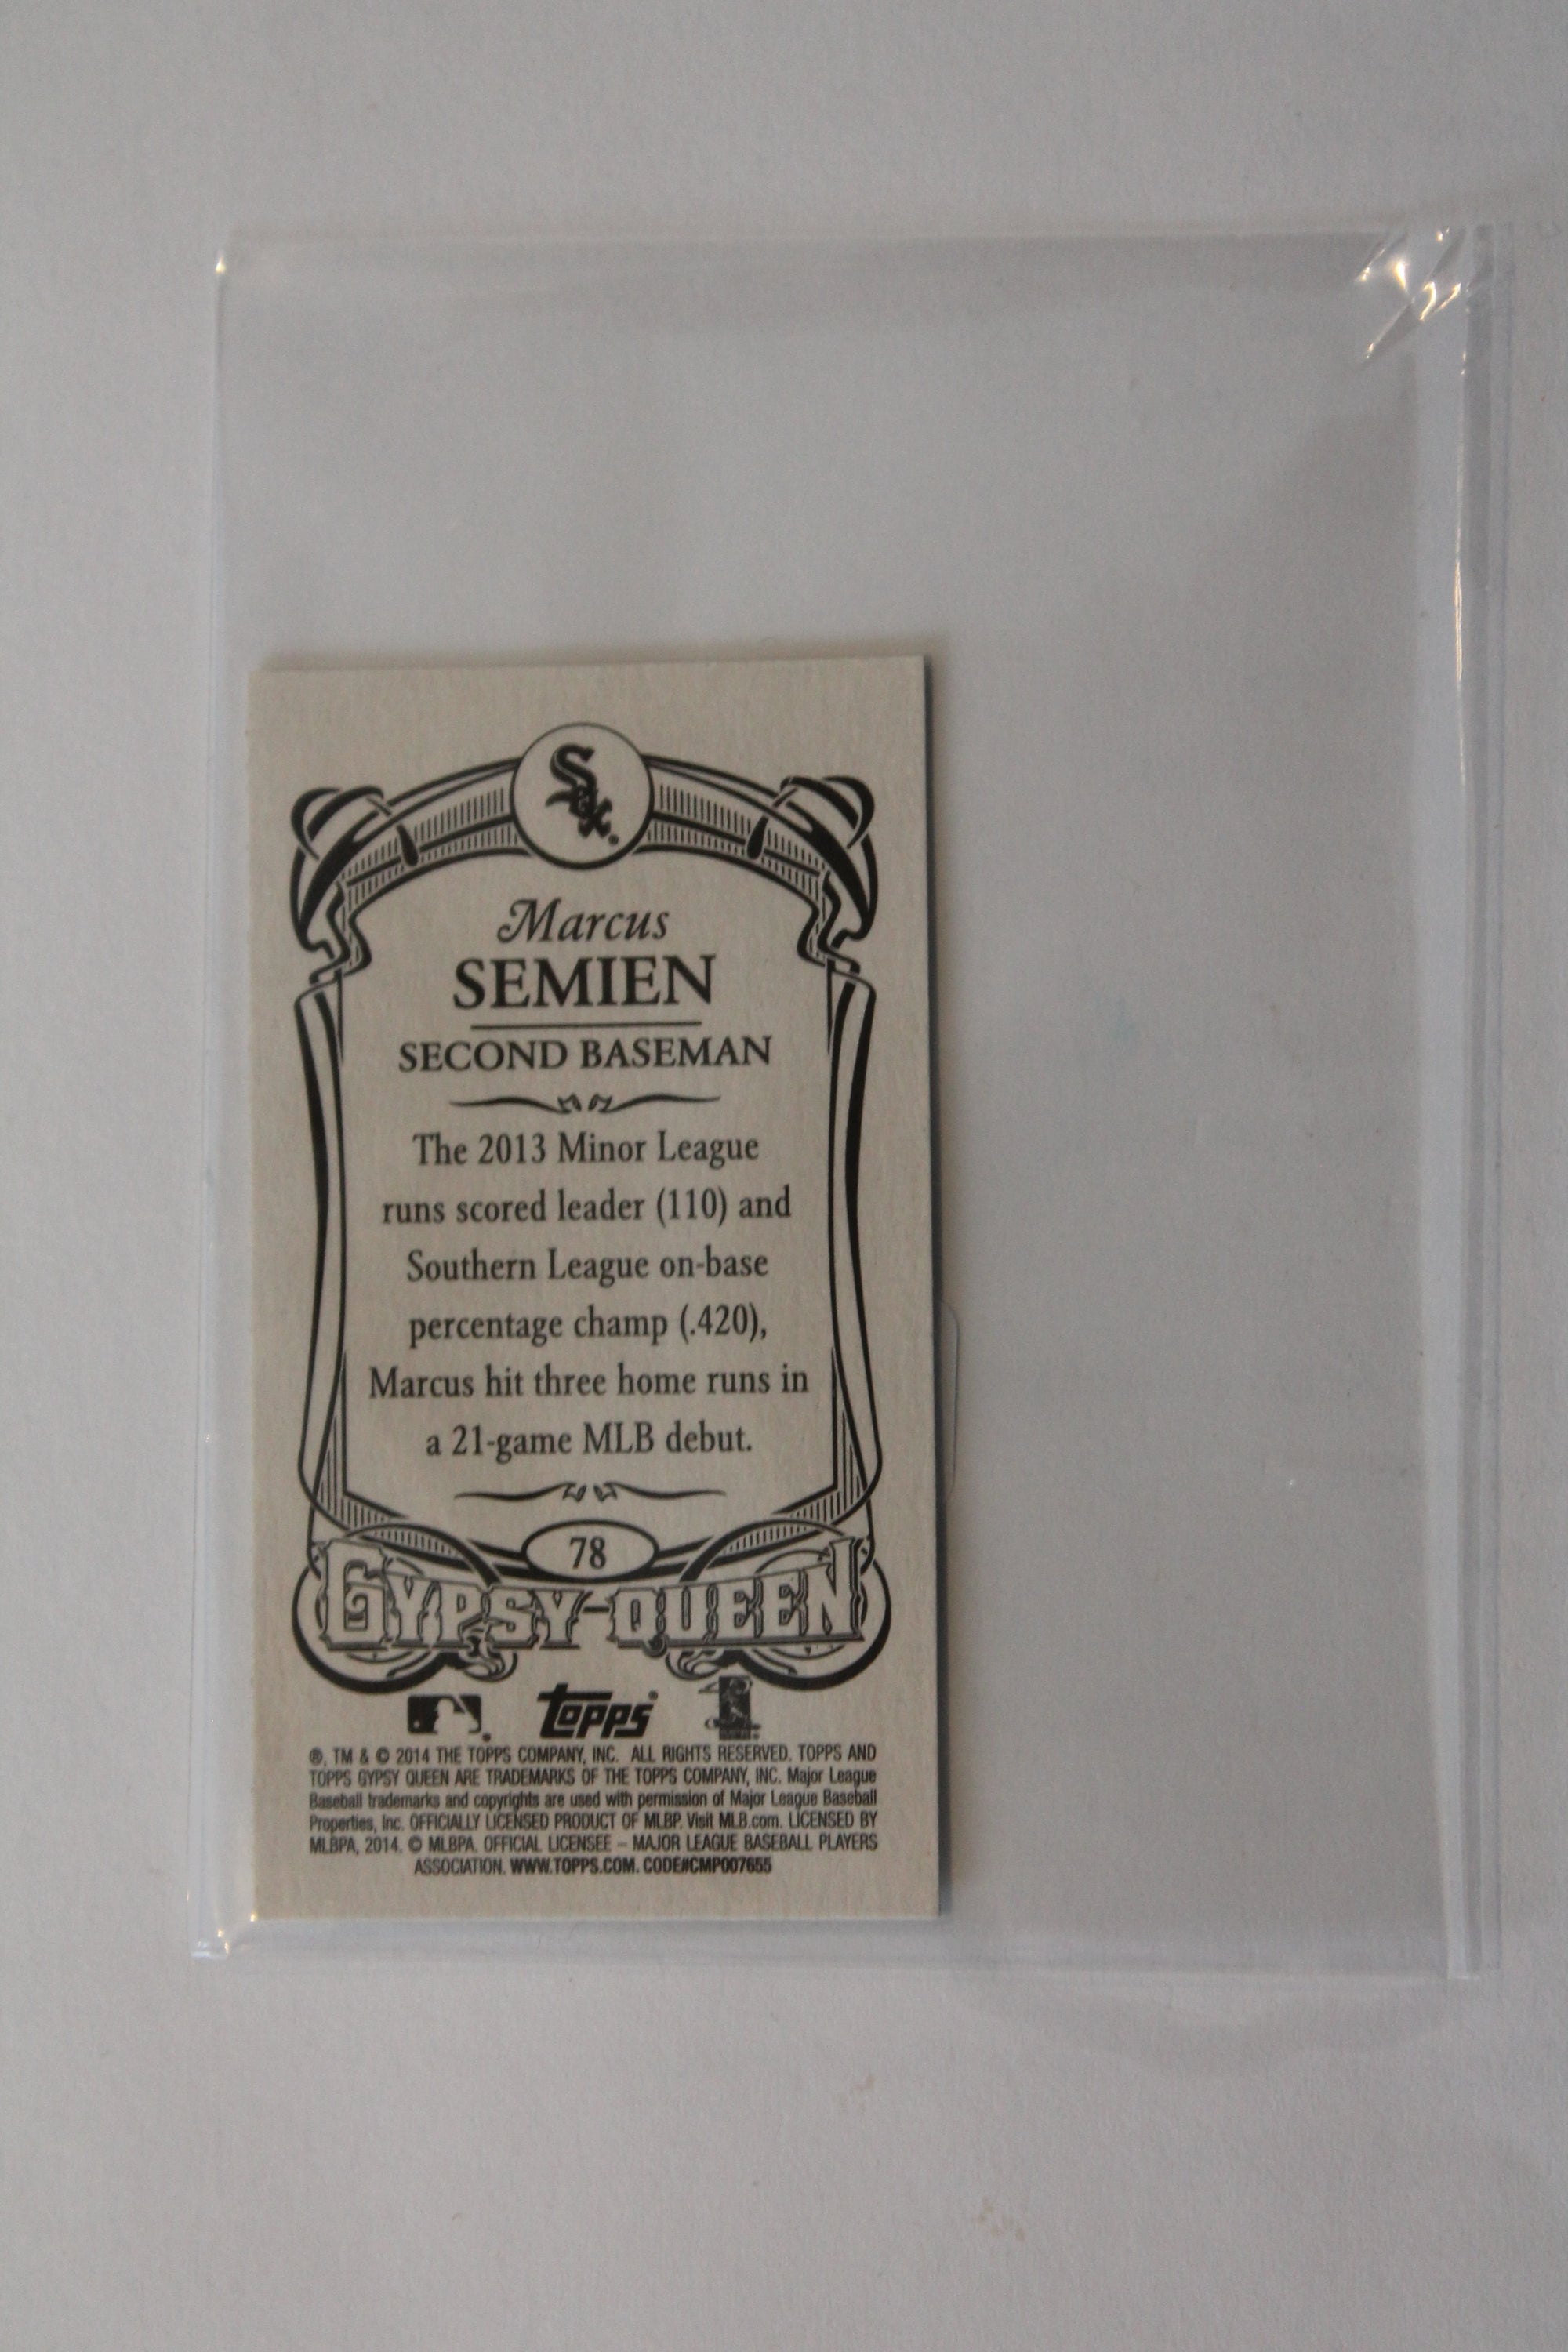 Sox
Marcus
SEMIEN
SECOND BASEMAN
The 2013 Minor League
runs scored leader (110) and
Southern League on-base
percentage champ (.420),
Marcus hit three home runs in
a 21-game MLB debut.
78
GYPSY-QUEEN
topps
®, TM & © 2014 THE TOPPS COMPANY, INC. ALL RIGHTS RESERVED. TOPPS AND
TOPPS GYPSY QUEEN ARE TRADEMARKS OF THE TOPPS COMPANY, INC. Major League
Baseball trademarks and copyrights are used with permission of Major League Baseball
Properties, Inc. OFFICIALLY LICENSED PRODUCT OF MLBP. Visit MLB.com. LICENSED BY
MLBPA, 2014. © MLBPA. OFFICIAL LICENSEE – MAJOR LEAGUE BASEBALL PLAYERS
ASSOCIATION. WWW.TOPPS.COM. CODE#CMP007655